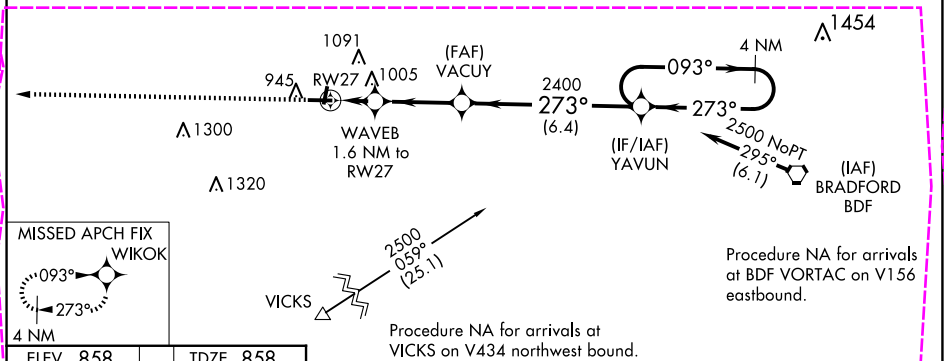 1454
1091
945
RW27
1005
(FAF)
VACUY
4 NM
093°
2400
273°
(6.4)
273°
WAVEB
1.6 NM to
RW27
(IF/IAF)
YAVUN
2500 NoPT
295°
(6.1)
(IAF)
BRADFORD
BDF
1300
1320
MISSED APCH FIX
WIKOK
093°
273°
4 NM
2500
059°
(25.1)
VICKS
Procedure NA for arrivals
at BDF VORTAC on V156
eastbound.
Procedure NA for arrivals at
VICKS on V434 northwest bound.
ELEV 858
TDZE 858